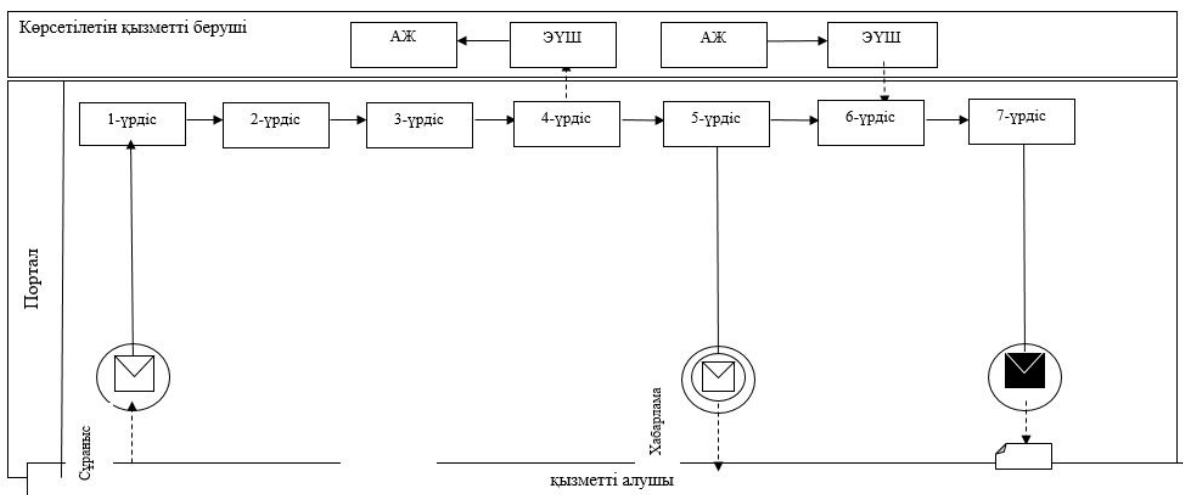 Көрсетілетін қызметті беруші
АЖ
ЭҮШ
АЖ
ЭҮШ
1-үрдіс
2-үрдіс
3-үрдіс
4-үрдіс
5-үрдіс
6-үрдіс
7-үрдіс
Портал
Сұраныс
Хабарлама
қызметті алушы